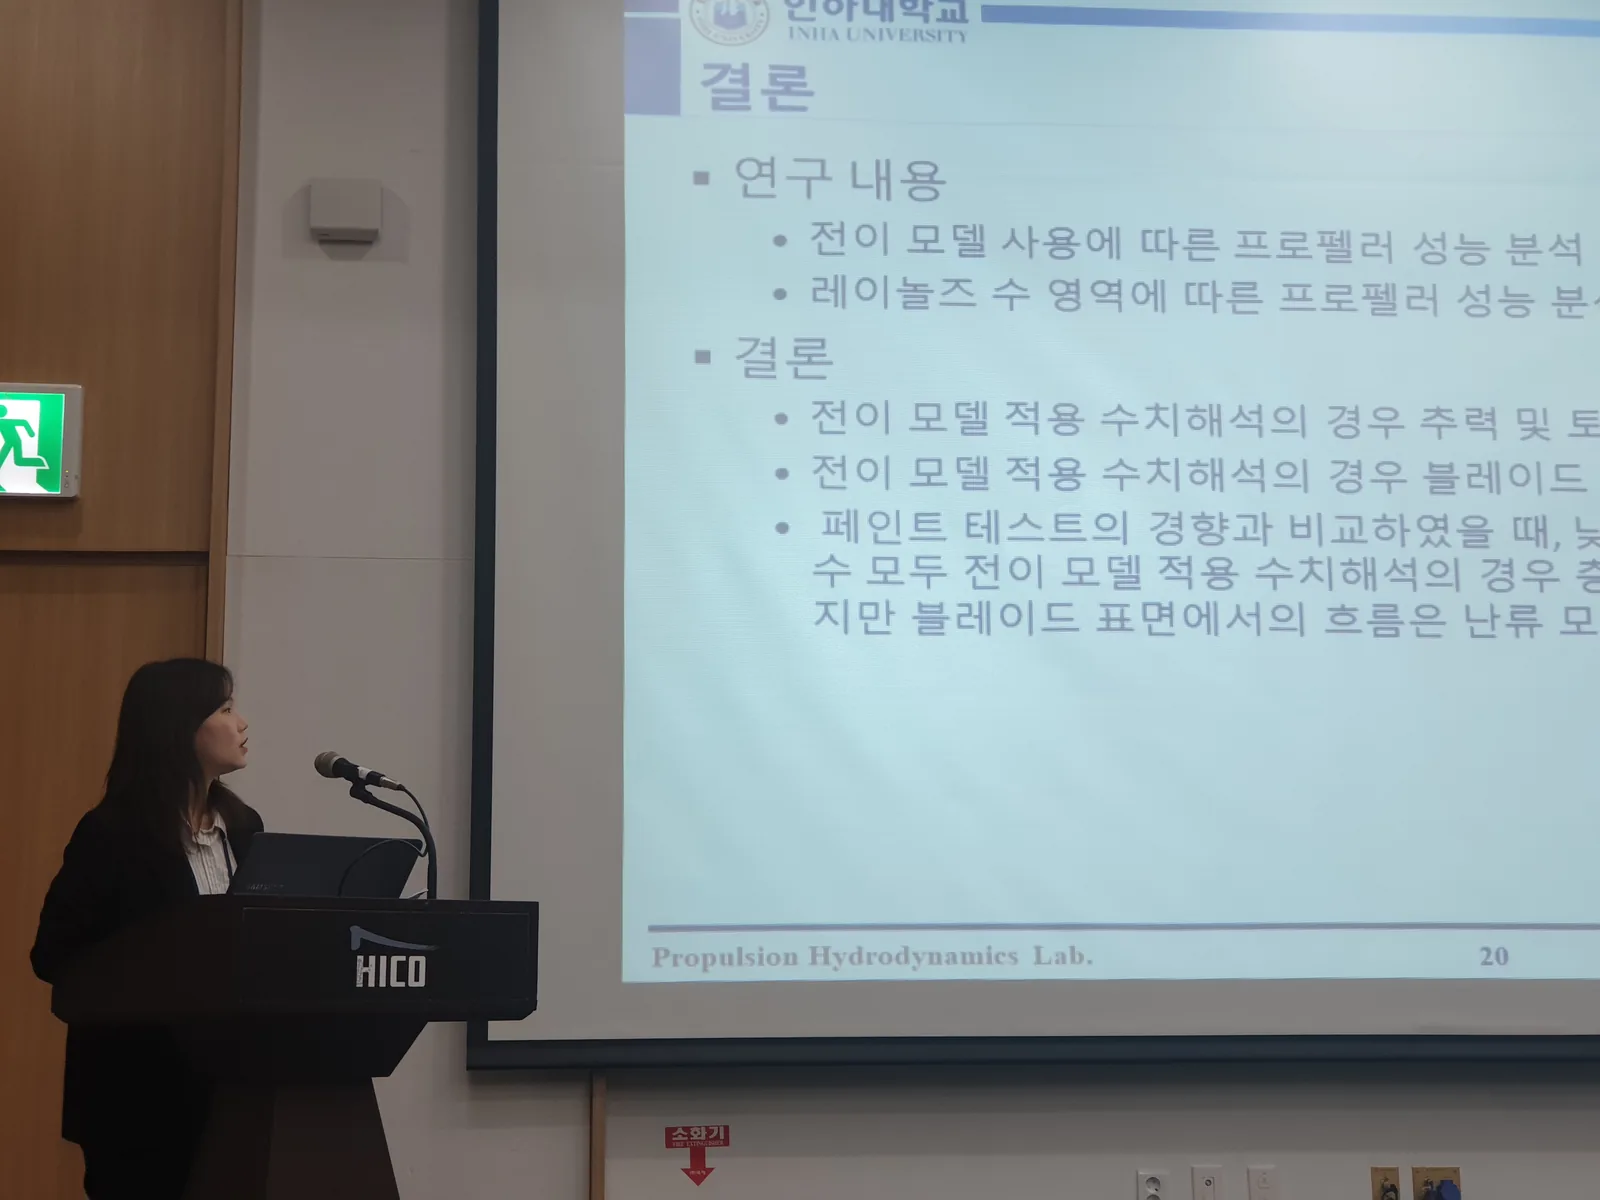 인하대학교
INHA UNIVERSITY
결론
▪ 연구 내용
• 전이 모델 사용에 따른 프로펠러 성능 분석
• 레이놀즈 수 영역에 따른 프로펠러 성능
▪ 결론
• 전이 모델 적용 수치해석의 경우 추력 및 토
• 전이 모델 적용 수치해석의 경우 블레이드
• 페인트 테스트의 경향과 비교하였을 때,
수 모두 전이 모델 적용 수치해석의 경우
지만 블레이드 표면에서의 흐름은 난류 모
Propulsion Hydrodynamics Lab.
20
HICO
소화기